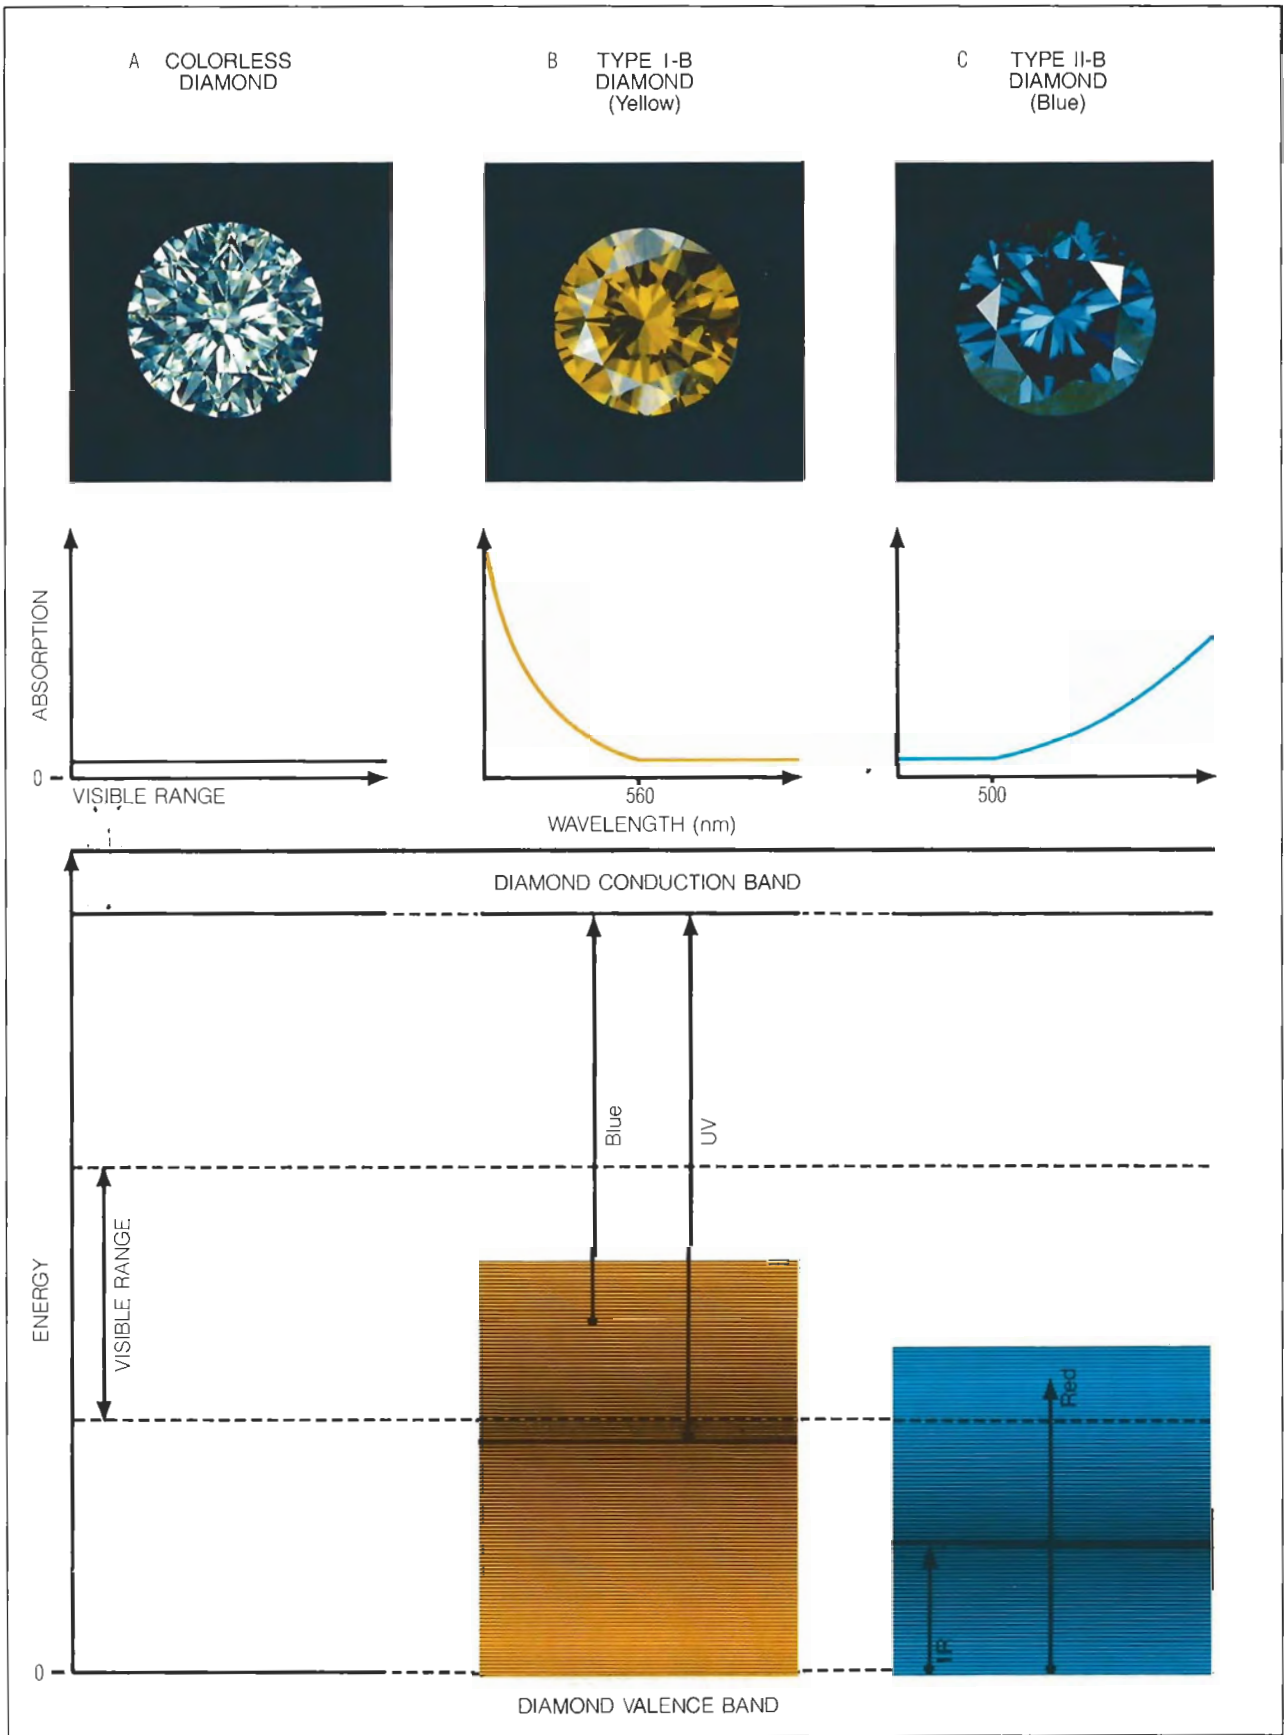 A COLORLESS
DIAMOND
B TYPE I-B
DIAMOND
(Yellow)
C TYPE II-B
DIAMOND
(Blue)
ABSORPTION
0
VISIBLE RANGE
560
500
WAVELENGTH (nm)
DIAMOND CONDUCTION BAND
Blue
UV
ENERGY
VISIBLE RANGE
Red
IR
0
DIAMOND VALENCE BAND